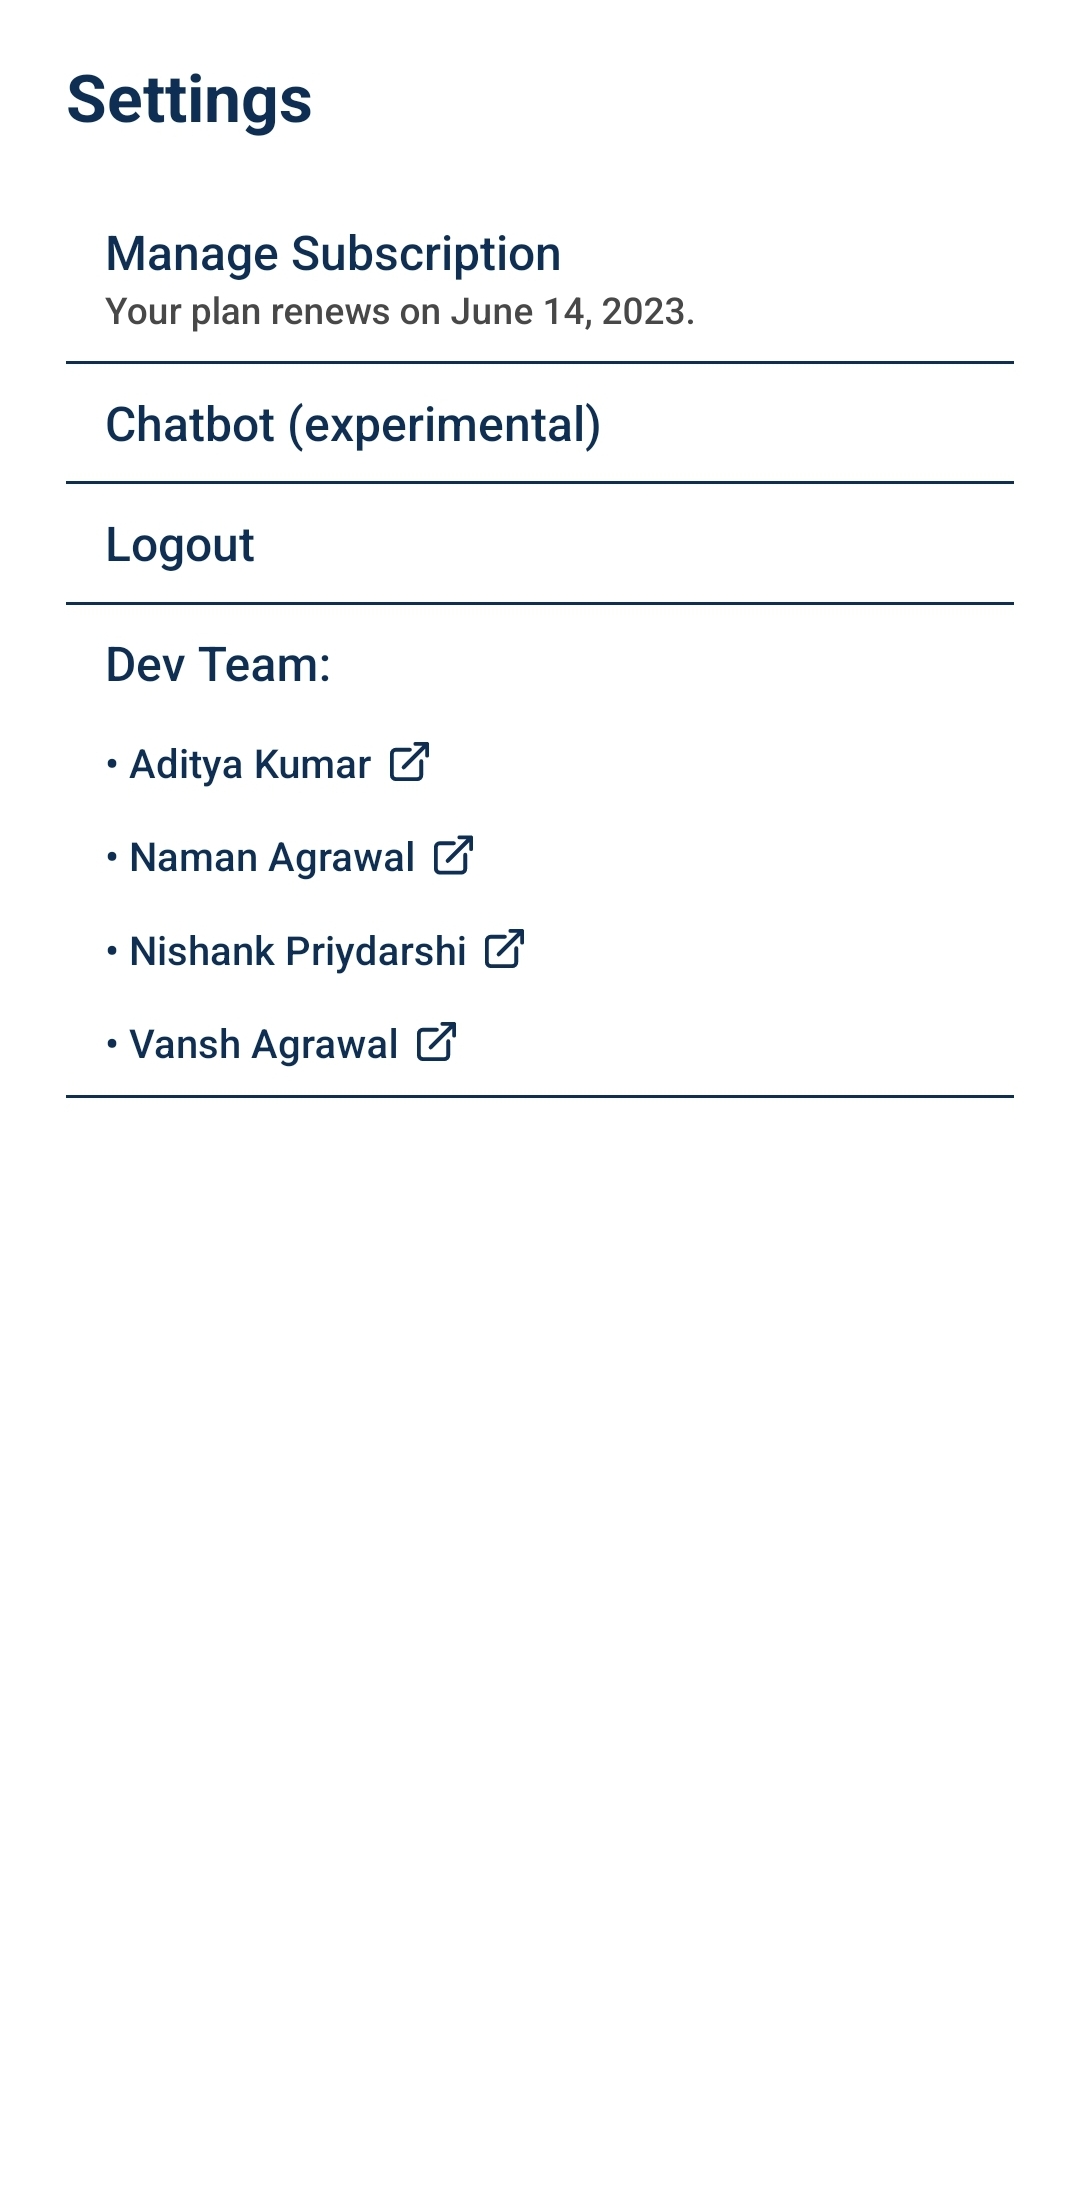 Settings
Manage Subscription
Your plan renews on June 14, 2023.
Chatbot (experimental)
Logout
Dev Team:
• Aditya Kumar
• Naman Agrawal
• Nishank Priydarshi
• Vansh Agrawal